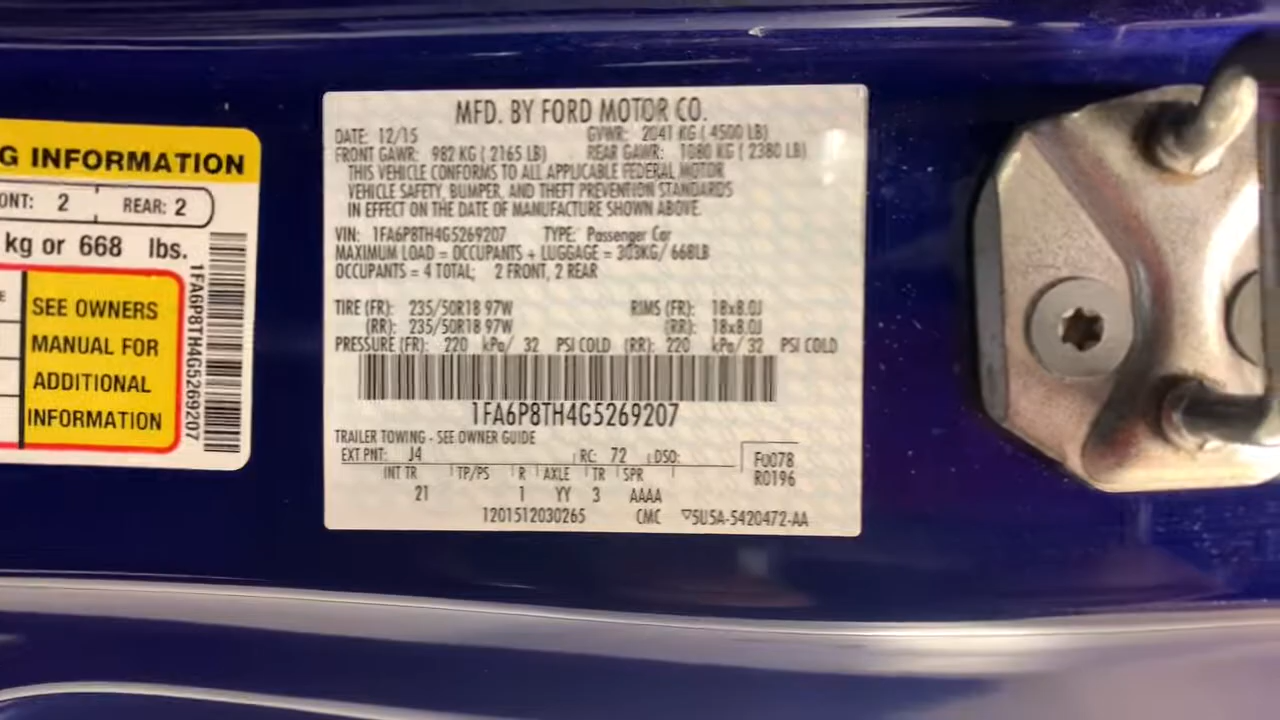 G INFORMATION
ONT: 2 REAR: 2
kg or 668 lbs.
SEE OWNERS
MANUAL FOR
ADDITIONAL
INFORMATION
1FA6P8TH4G5269207
MFD. BY FORD MOTOR CO.
DATE: 12/15 GVWR: 2041 KG ( 4500 LB)
FRONT GAWR: 982 KG ( 2165 LB) REAR GAWR: 1080 KG ( 2380 LB)
THIS VEHICLE CONFORMS TO ALL APPLICABLE FEDERAL MOTOR
VEHICLE SAFETY, BUMPER, AND THEFT PREVENTION STANDARDS
IN EFFECT ON THE DATE OF MANUFACTURE SHOWN ABOVE.
VIN: 1FA6P8TH4G5269207 TYPE: Passenger Car
MAXIMUM LOAD = OCCUPANTS + LUGGAGE = 303KG/ 668LB
OCCUPANTS = 4 TOTAL; 2 FRONT, 2 REAR
TIRE (FR): 235/50R18 97W RIMS (FR): 18x8.0J
(RR): 235/50R18 97W (RR): 18x8.0J
PRESSURE (FR): 220 kPa/ 32 PSI COLD (RR): 220 kPa/ 32 PSI COLD
1FA6P8TH4G5269207
TRAILER TOWING - SEE OWNER GUIDE
EXT PNT: J4 RC: 72 DSO:
F0078
R0196
INT TR TP/PS R AXLE TR SPR
21 1 YY 3 AAAA
1201512030265 CMC ▽5U5A-5420472-AA